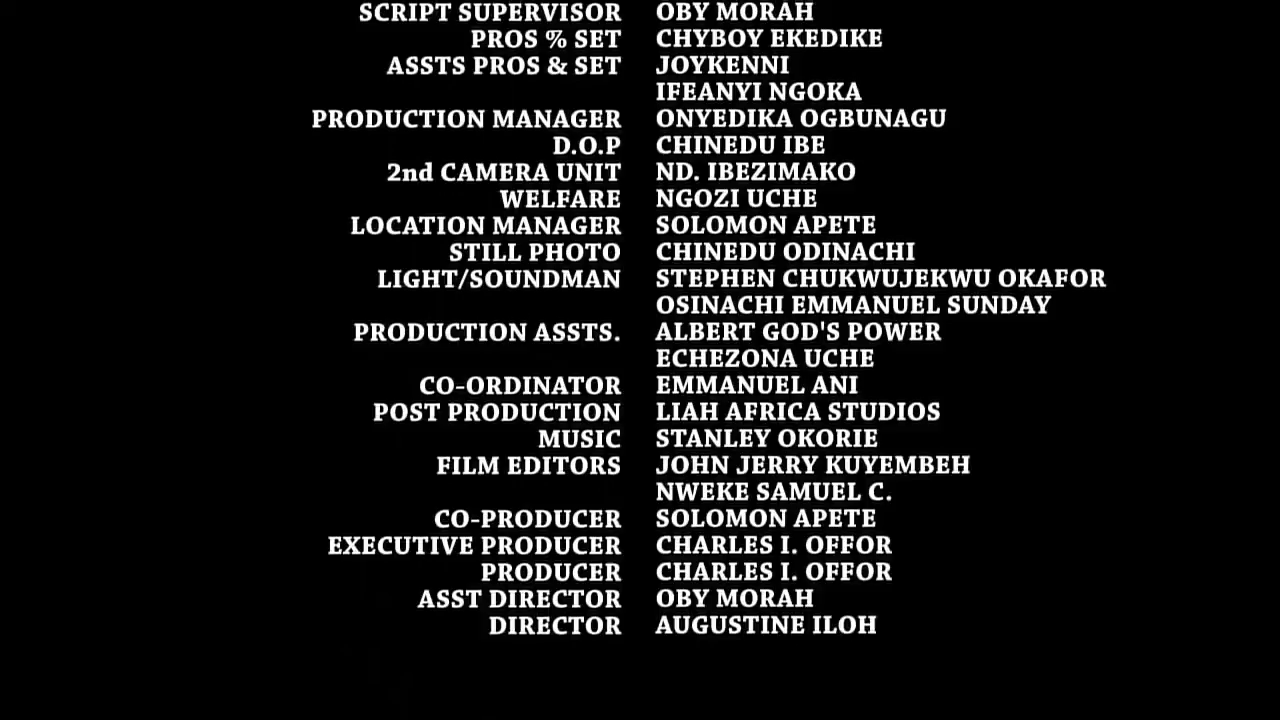 SCRIPT SUPERVISOR OBY MORAH
PROS % SET CHYBOY EKEDIKE
ASSTS PROS & SET JOYKENNI
IFEANYI NGOKA
PRODUCTION MANAGER ONYEDIKA OGBUNAGU
D.O.P CHINEDU IBE
2nd CAMERA UNIT ND. IBEZIMAKO
WELFARE NGOZI UCHE
LOCATION MANAGER SOLOMON APETE
STILL PHOTO CHINEDU ODINACHI
LIGHT/SOUNDMAN STEPHEN CHUKWUJEKWU OKAFOR
OSINACHI EMMANUEL SUNDAY
PRODUCTION ASSTS. ALBERT GOD'S POWER
ECHEZONA UCHE
CO-ORDINATOR EMMANUEL ANI
POST PRODUCTION LIAH AFRICA STUDIOS
MUSIC STANLEY OKORIE
FILM EDITORS JOHN JERRY KUYEMBEH
NWEKE SAMUEL C.
CO-PRODUCER SOLOMON APETE
EXECUTIVE PRODUCER CHARLES I. OFFOR
PRODUCER CHARLES I. OFFOR
ASST DIRECTOR OBY MORAH
DIRECTOR AUGUSTINE ILOH